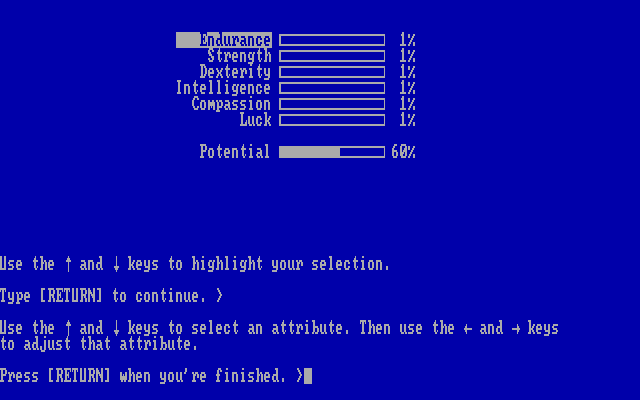 Endurance 1%
Strength 1%
Dexterity 1%
Intelligence 1%
Compassion 1%
Luck 1%
Potential 60%
Use the ↑ and ↓ keys to highlight your selection.
Type [RETURN] to continue. >
Use the ↑ and ↓ keys to select an attribute. Then use the ← and → keys
to adjust that attribute.
Press [RETURN] when you're finished. >